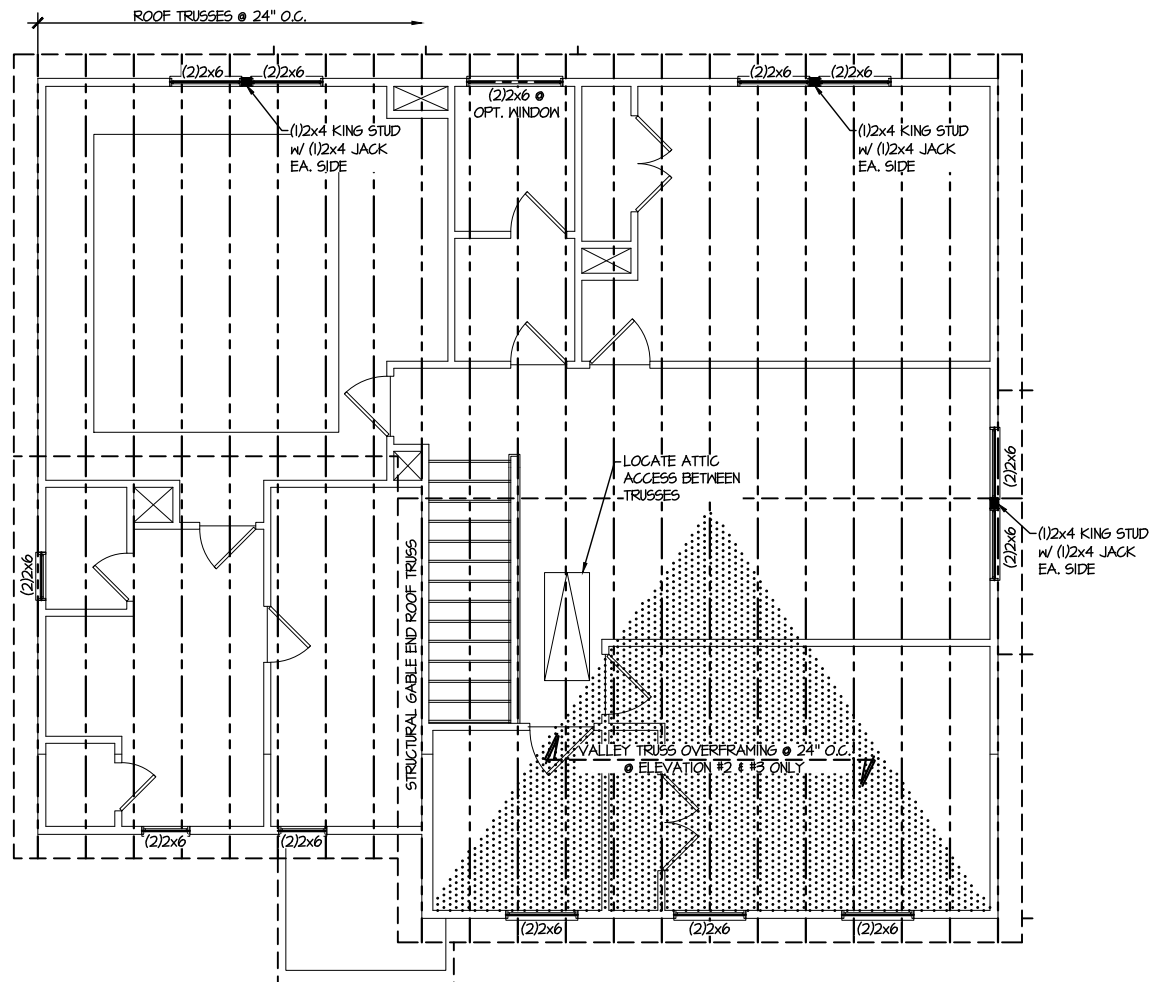 ROOF TRUSSES @ 24" O.C.
(2)2x6
(2)2x6
(2)2x6 @
OPT. WINDOW
(2)2x6
(2)2x6
(1)2x4 KING STUD
w/ (1)2x4 JACK
EA. SIDE
(1)2x4 KING STUD
w/ (1)2x4 JACK
EA. SIDE
LOCATE ATTIC
ACCESS BETWEEN
TRUSSES
(2)2x6
(2)2x6
(1)2x4 KING STUD
w/ (1)2x4 JACK
EA. SIDE
(2)2x6
STRUCTURAL GABLE END ROOF TRUSS
VALLEY TRUSS OVERFRAMING @ 24" O.C.
@ ELEVATION #2 & #3 ONLY
(2)2x6
(2)2x6
(2)2x6
(2)2x6
(2)2x6